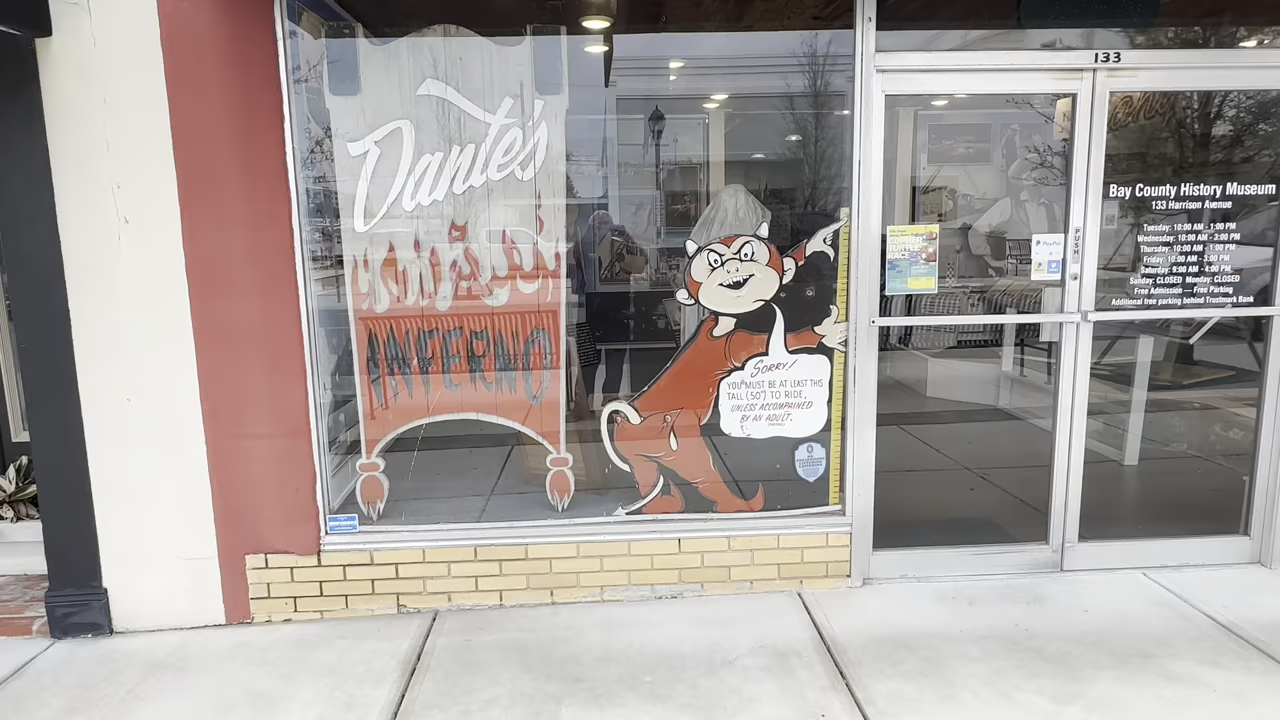 133
Dante's
INFERNO
SORRY!
YOU MUST BE AT LEAST THIS
TALL (50") TO RIDE,
UNLESS ACCOMPANIED
BY AN ADULT.
PayPal
PUSH
Bay County History Museum
133 Harrison Avenue
Tuesday: 10:00 AM - 1:00 PM
Wednesday: 10:00 AM - 3:00 PM
Thursday: 10:00 AM - 1:00 PM
Friday: 10:00 AM - 3:00 PM
Saturday: 9:00 AM - 4:00 PM
Sunday: CLOSED Monday: CLOSED
Free Admission — Free Parking
Additional free parking behind Trustmark Bank